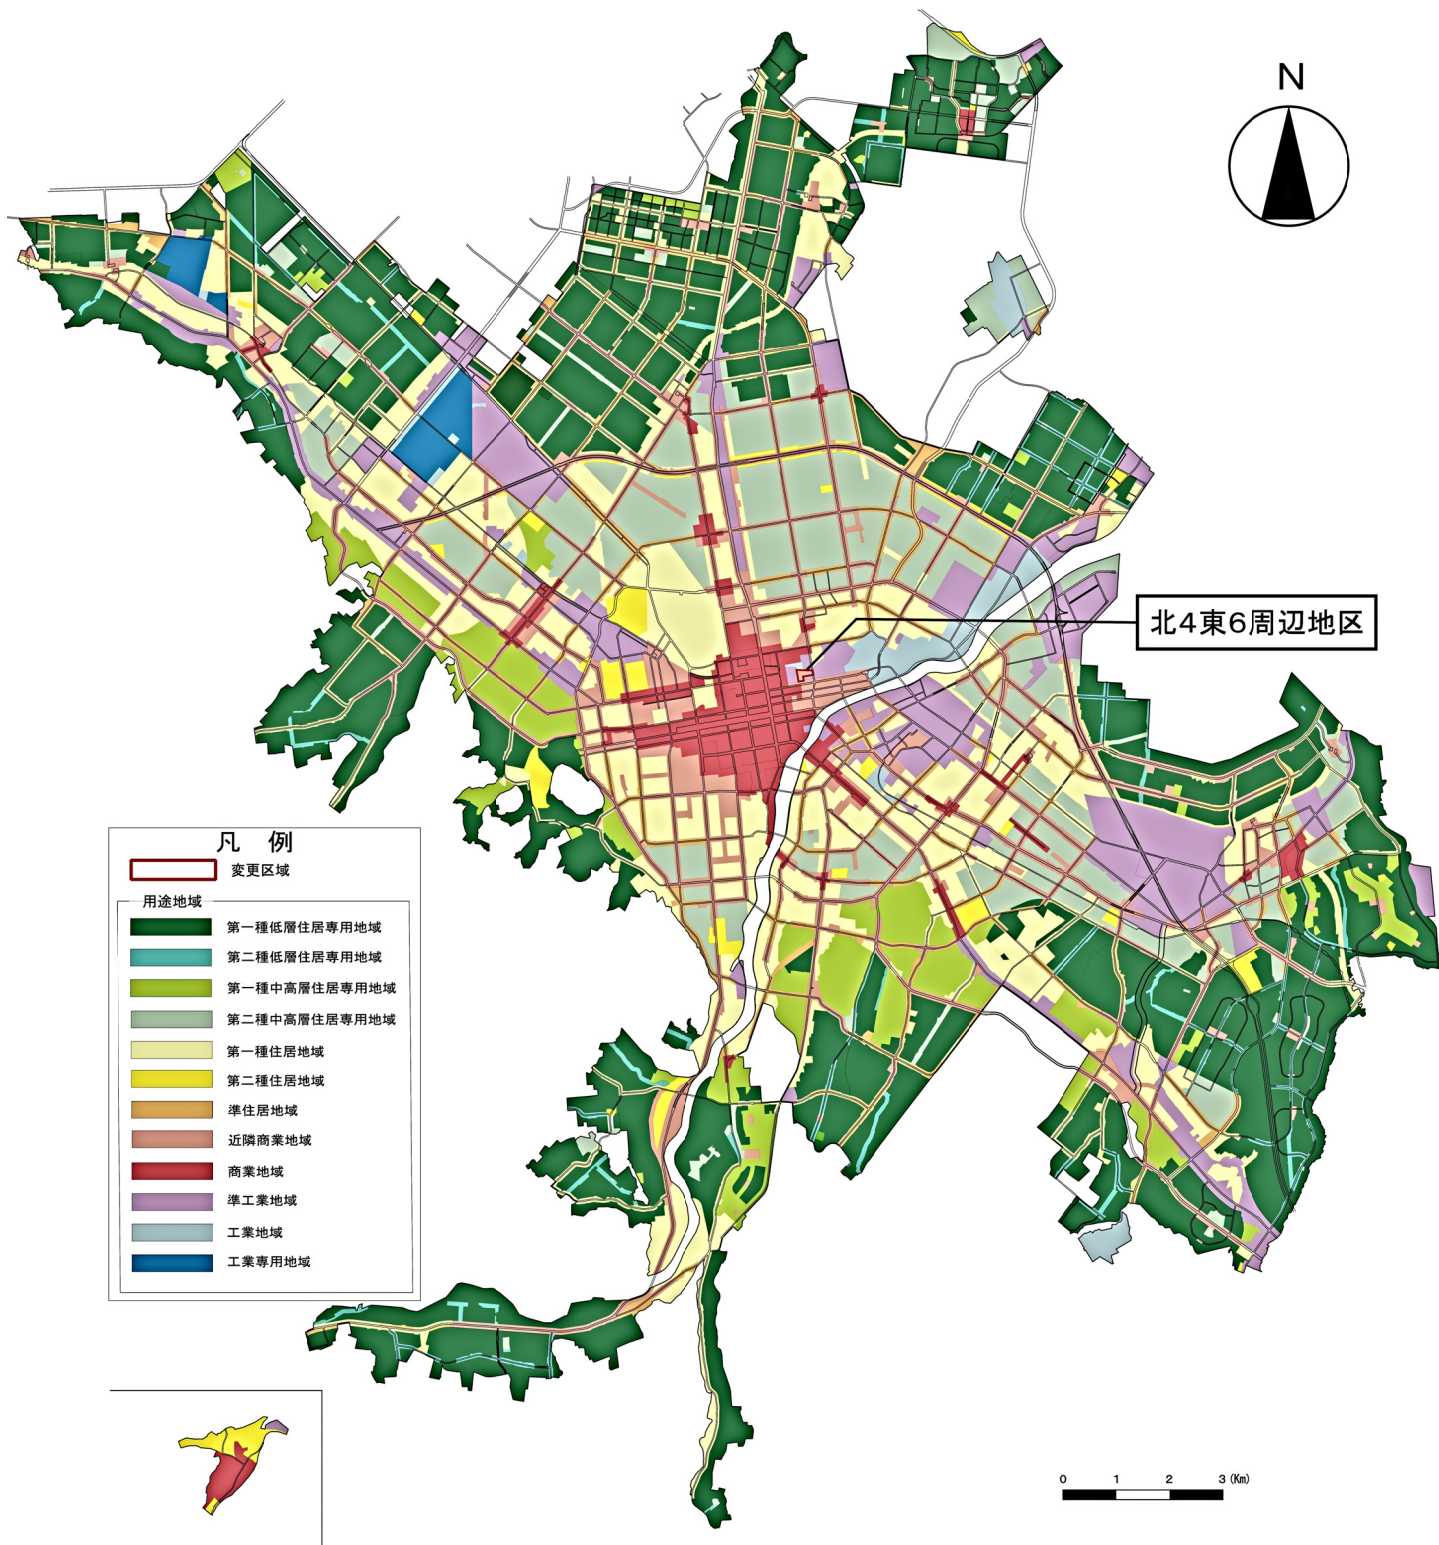 N
北4東6周辺地区
凡 例
変更区域
用途地域
第一種低層住居専用地域
第二種低層住居専用地域
第一種中高層住居専用地域
第二種中高層住居専用地域
第一種住居地域
第二種住居地域
準住居地域
近隣商業地域
商業地域
準工業地域
工業地域
工業専用地域
0 1 2 3 (Km)